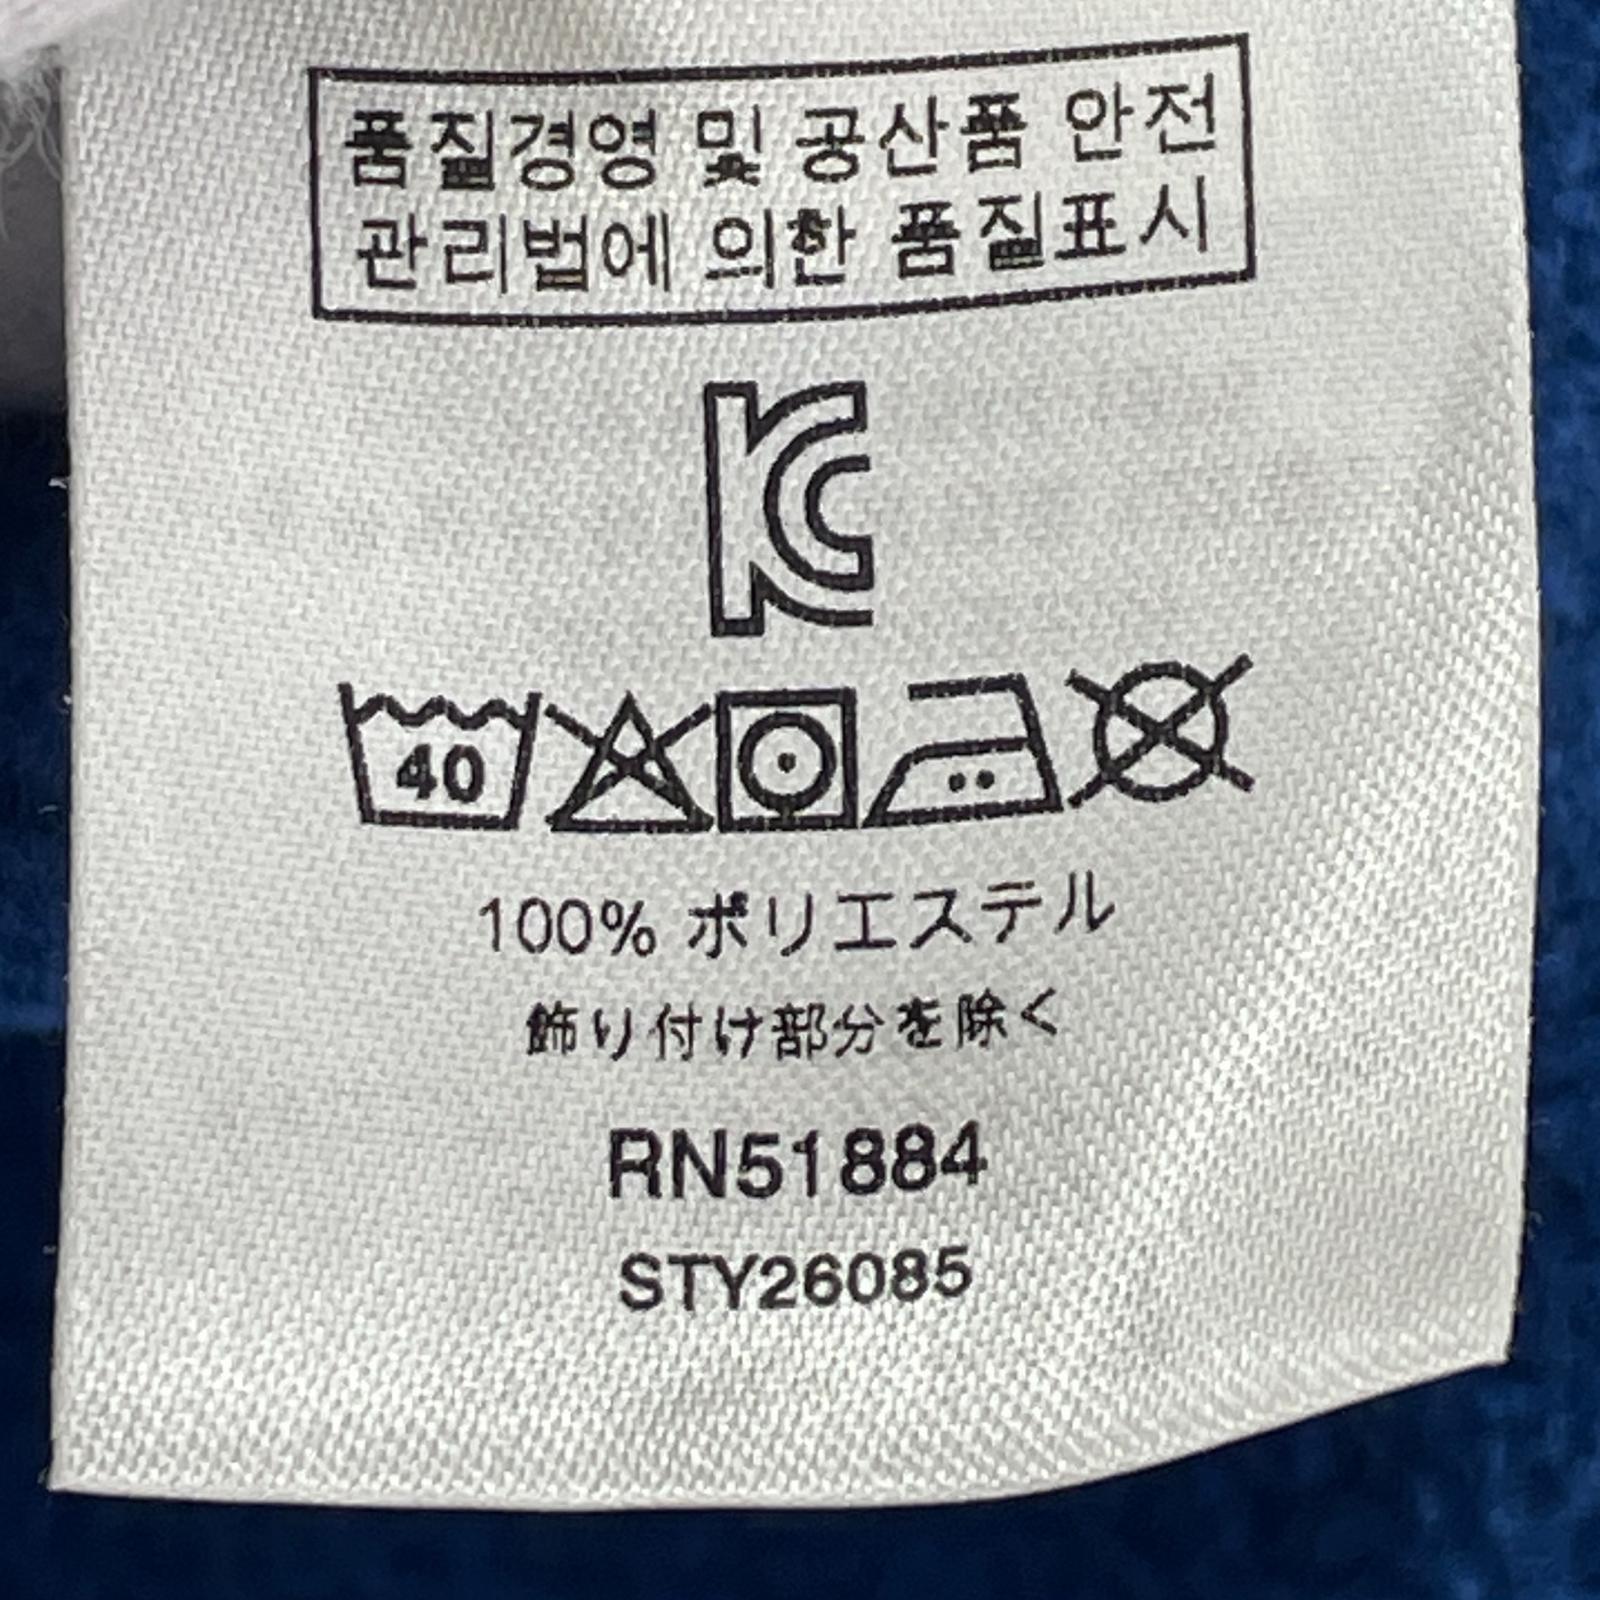 품질경영 및 공산품 안전
관리법에 의한 품질표시
KC
40
100% ポリエステル
飾り付け部分を除く
RN51884
STY26085